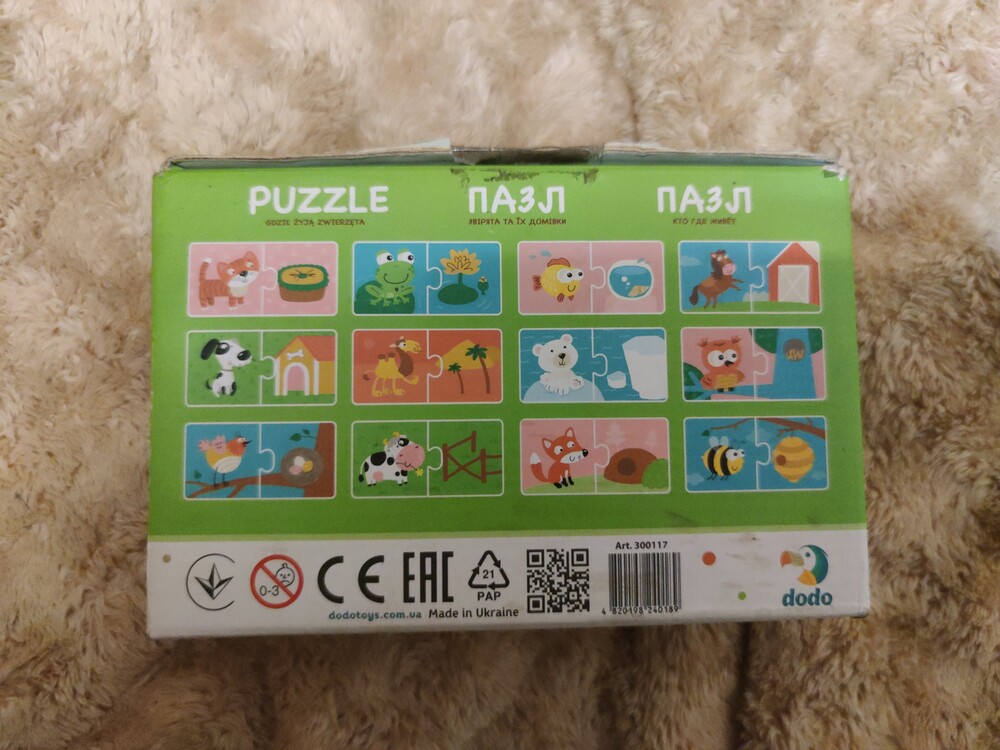 PUZZLE
GDZIE ŻYJĄ ZWIERZĘTA
ПАЗЛ
ЗВІРЯТА ТА ЇХ ДОМІВКИ
ПАЗЛ
КТО ГДЕ ЖИВЁТ
0-3
CE
EAC
21
PAP
Art. 300117
4 820198 240189
dodotoys.com.ua Made in Ukraine
dodo